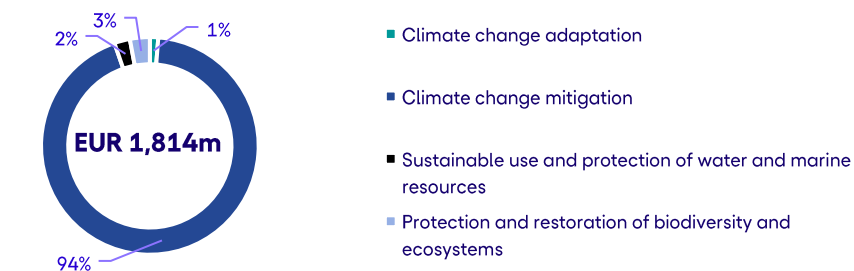 3%
1%
2%
EUR 1,814m
94%
Climate change adaptation
Climate change mitigation
Sustainable use and protection of water and marine
resources
Protection and restoration of biodiversity and
ecosystems